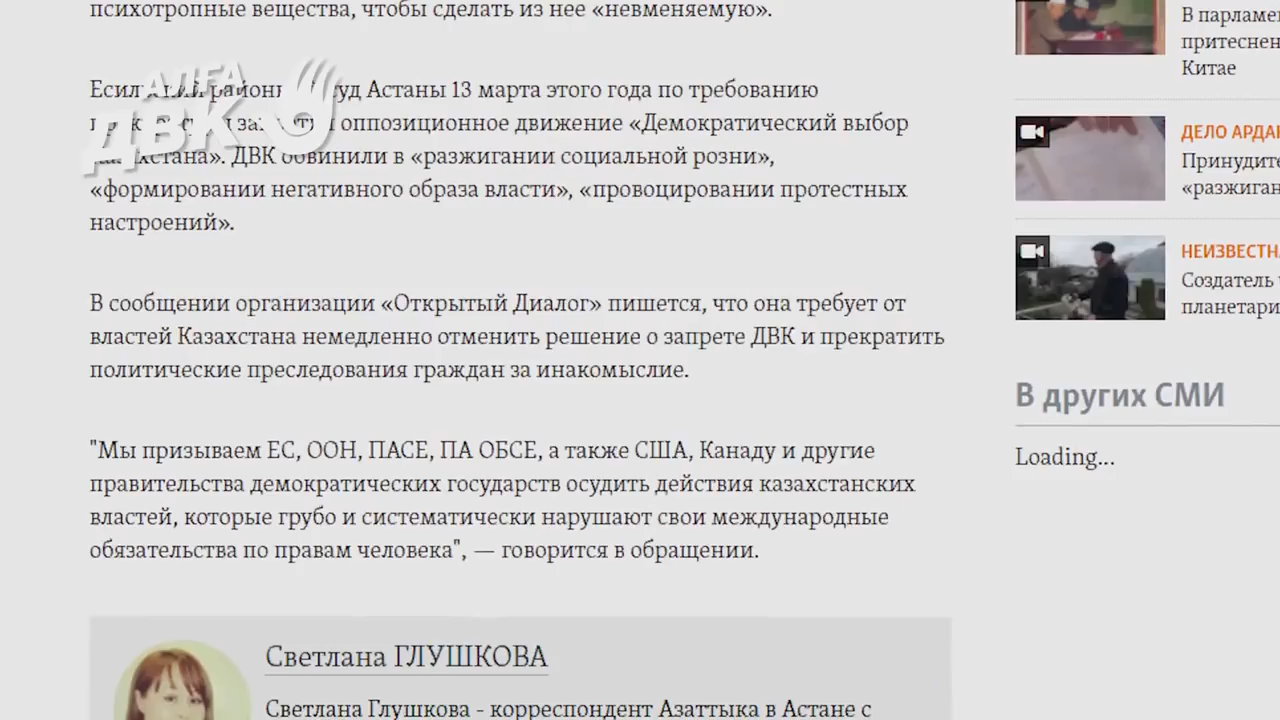 психотропные вещества, чтобы сделать из нее «невменяемую».
АЛҒА
ДВК
суд Астаны 13 марта этого года по требованию
оппозиционное движение «Демократический выбор
ДВК обвинили в «разжигании социальной розни»,
«формировании негативного образа власти», «провоцировании протестных
настроений».
В сообщении организации «Открытый Диалог» пишется, что она требует от
властей Казахстана немедленно отменить решение о запрете ДВК и прекратить
политические преследования граждан за инакомыслие.
"Мы призываем ЕС, ООН, ПАСЕ, ПА ОБСЕ, а также США, Канаду и другие
правительства демократических государств осудить действия казахстанских
властей, которые грубо и систематически нарушают свои международные
обязательства по правам человека", — говорится в обращении.
Светлана ГЛУШКОВА
Светлана Глушкова - корреспондент Азаттыка в Астане с
В парламе
притеснен
Китае
ДЕЛО АРДАК
Принудите
«разжиган
НЕИЗВЕСТН
Создатель
планетари
В других СМИ
Loading...